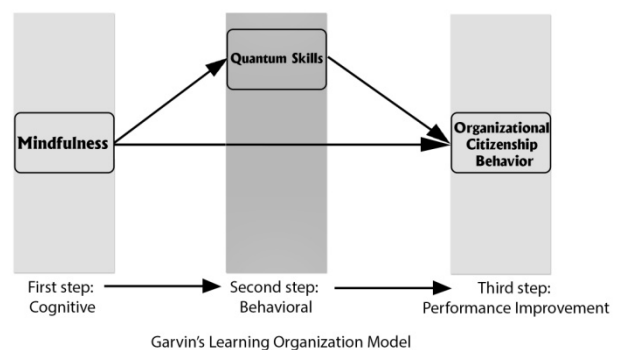 Quantum Skills
Mindfulness
Organizational
Citizenship
Behavior
First step:
Cognitive
Second step:
Behavioral
Third step:
Performance Improvement
Garvin's Learning Organization Model